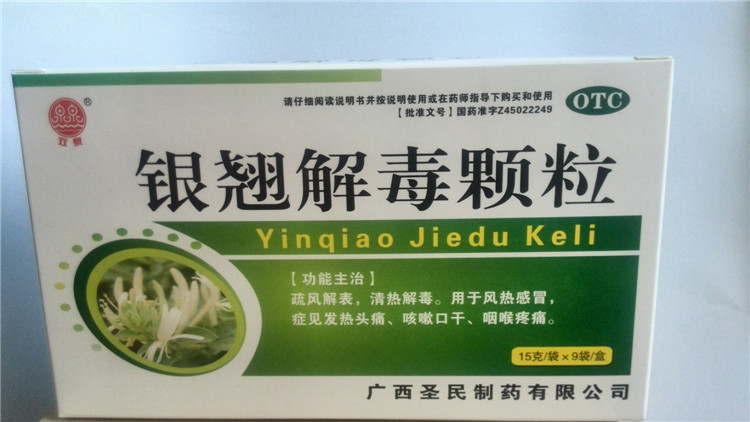 请仔细阅读说明书并按说明使用或在药师指导下购买和使用
OTC
【批准文号】国药准字Z45022249
®
银翘解毒颗粒
Yinqiao Jiedu Keli
【功能主治】
疏风解表，清热解毒。用于风热感冒，
症见发热头痛、咳嗽口干、咽喉疼痛。
15克/袋×9袋/盒
广西圣民制药有限公司